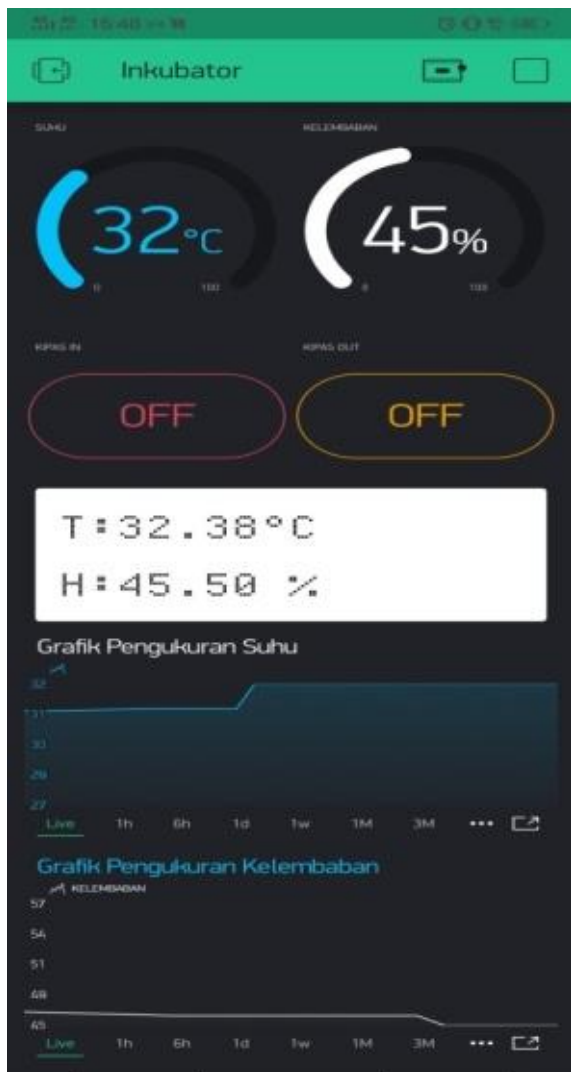 Inkubator
SUHU KELEMBABAN
32°C 45%
0 100 0 100
KIPAS IN KIPAS OUT
OFF OFF
T:32.38°C
H:45.50 %
Grafik Pengukuran Suhu
32
31
30
29
27
Live 1h 6h 1d 1w 1M 3M •••
Grafik Pengukuran Kelembaban
KELEMBABAN
57
54
51
48
45
Live 1h 6h 1d 1w 1M 3M •••